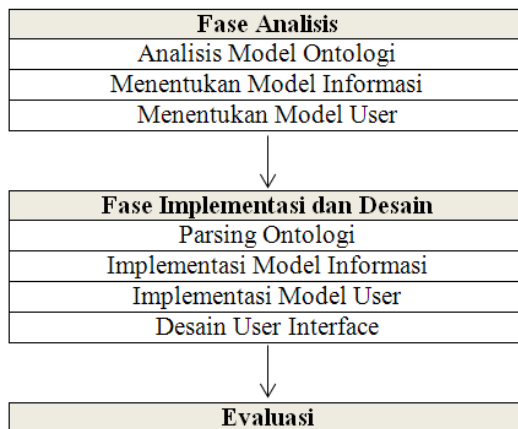 Fase Analisis
Analisis Model Ontologi
Menentukan Model Informasi
Menentukan Model User
Fase Implementasi dan Desain
Parsing Ontologi
Implementasi Model Informasi
Implementasi Model User
Desain User Interface
Evaluasi